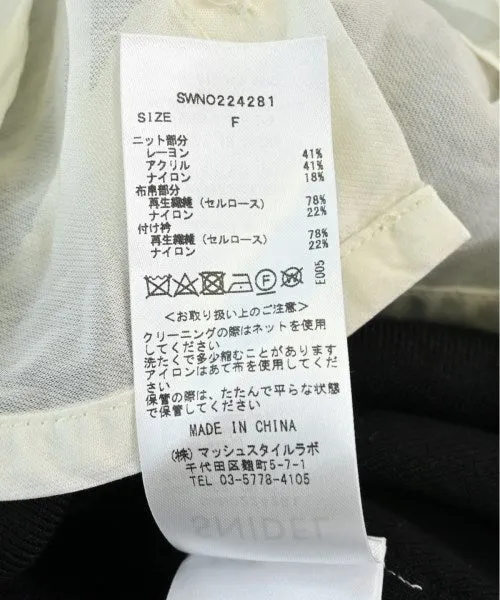 SWNO224281
SIZE F
ニット部分
レーヨン 41%
アクリル 41%
ナイロン 18%
布帛部分
再生繊維（セルロース） 78%
ナイロン 22%
付け衿
再生繊維（セルロース） 78%
ナイロン 22%
P W
E005
＜お取り扱い上のご注意＞
クリーニングの際はネットを使用
してください
洗たくで多少縮むことがあります
アイロンはあて布を使用してくだ
さい
保管の際は、たたんで平らな状態
で保管してください
MADE IN CHINA
(株) マッシュスタイルラボ
千代田区麹町5-7-1
TEL 03-5778-4105
SNIDEL